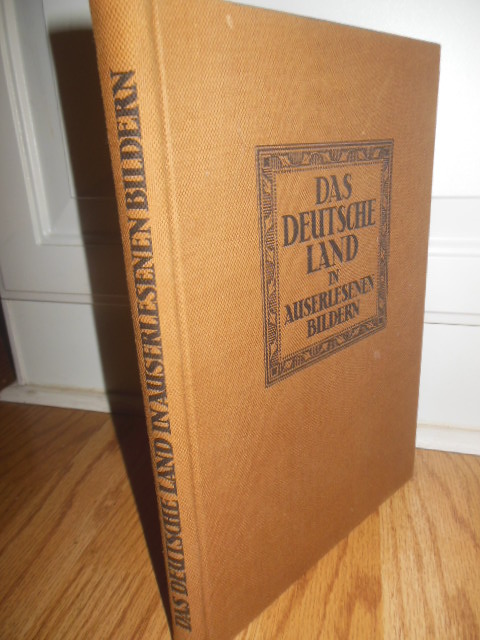 DAS DEUTSCHE LAND IN AUSERLESENEN BILDERN
DAS
DEUTSCHE
LAND
IN
AUSERLESENEN
BILDERN